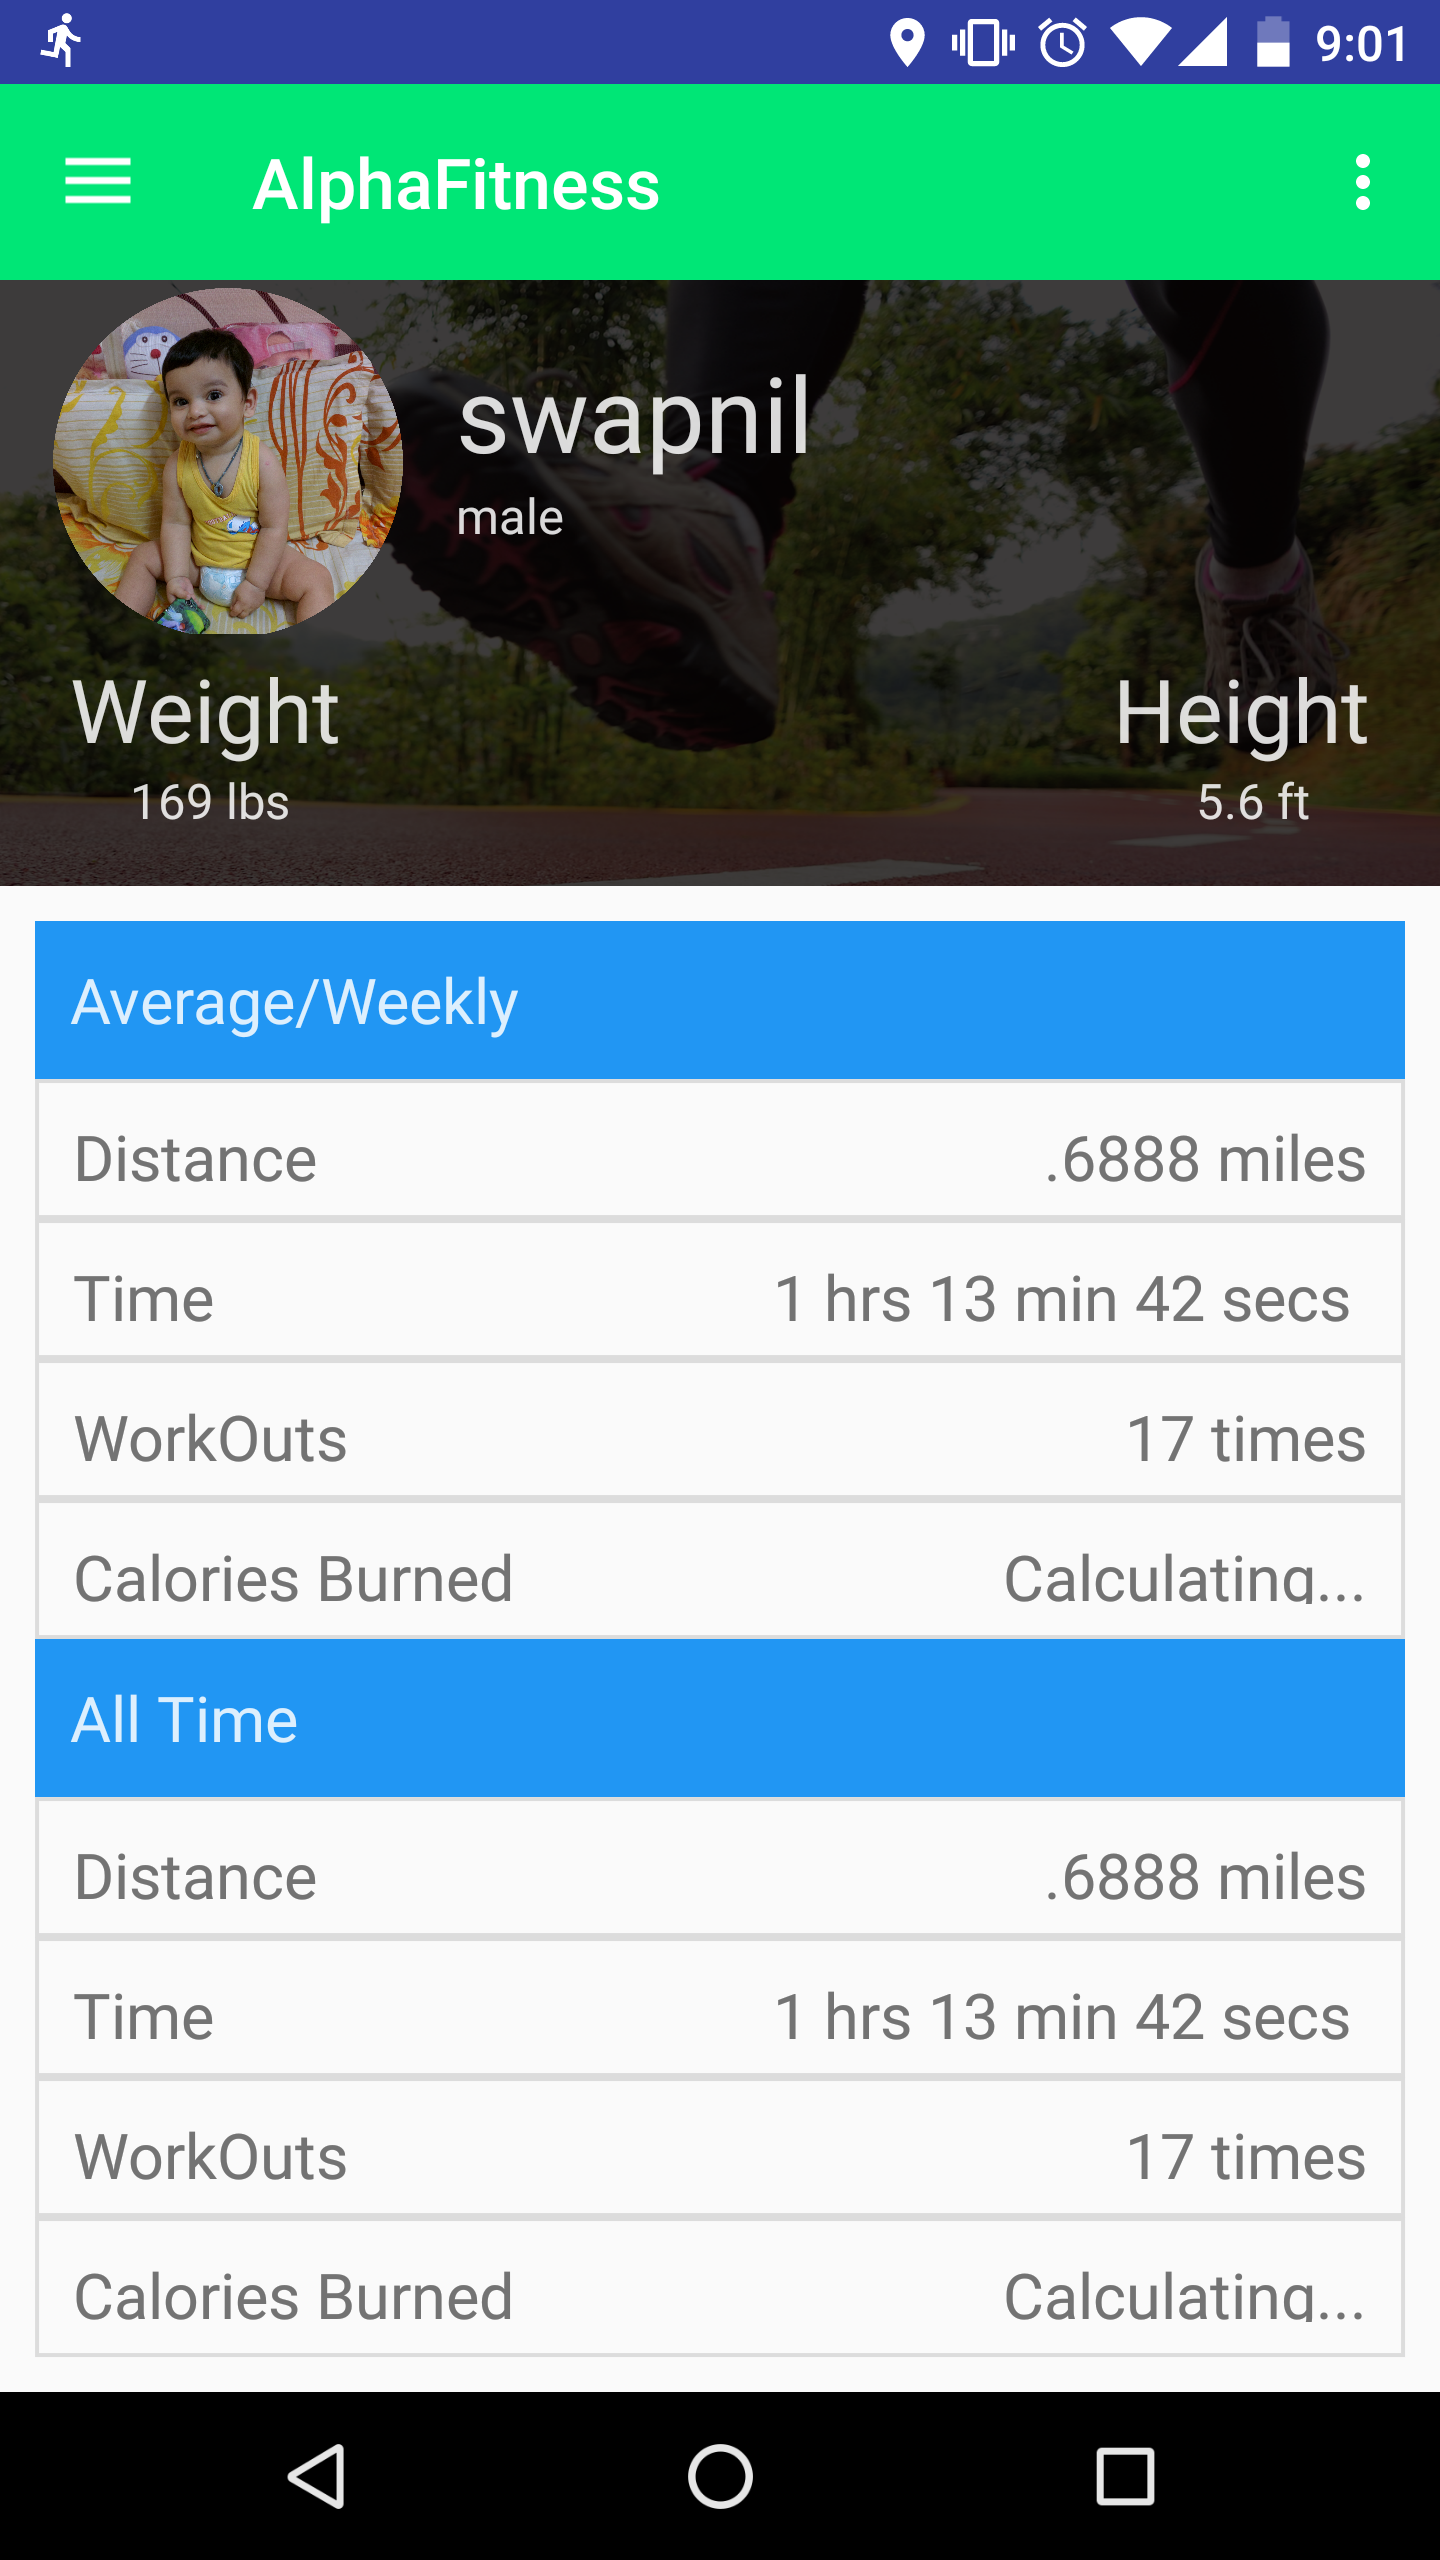 9:01
AlphaFitness
swapnil
male
Weight
Height
169 lbs
5.6 ft
Average/Weekly
Distance .6888 miles
Time 1 hrs 13 min 42 secs
WorkOuts 17 times
Calories Burned Calculating...
All Time
Distance .6888 miles
Time 1 hrs 13 min 42 secs
WorkOuts 17 times
Calories Burned Calculating...